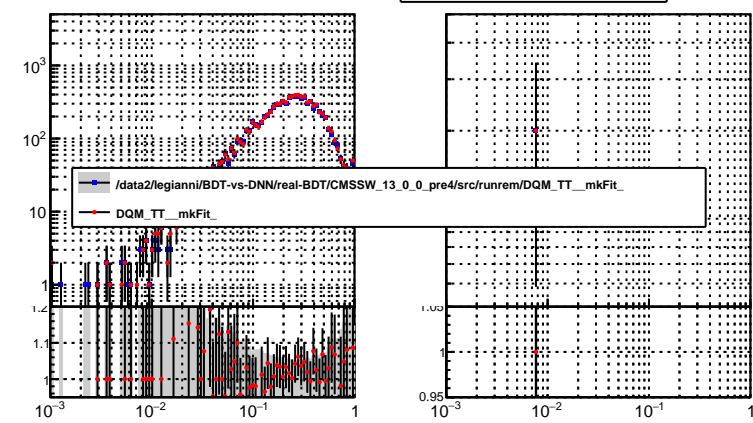 10³
10²
/data2/legianni/BDT-vs-DNN/real-BDT/CMSSW_13_0_0_pre4/src/runrem/DQM_TT__mkFit_
10
DQM_TT__mkFit_
1
1.2
1.05
1.1
1
1
0.95
10⁻³ 10⁻² 10⁻¹ 1
10⁻³ 10⁻² 10⁻¹ 1